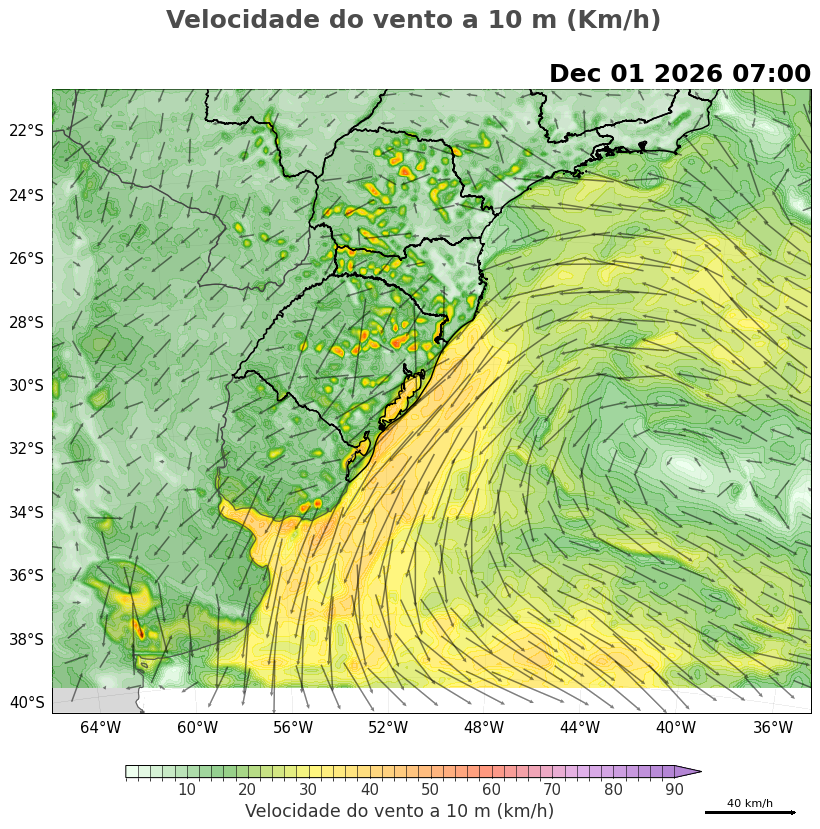 Velocidade do vento a 10 m (Km/h)
Dec 01 2026 07:00
22°S
24°S
26°S
28°S
30°S
32°S
34°S
36°S
38°S
40°S
64°W 60°W 56°W 52°W 48°W 44°W 40°W 36°W
10 20 30 40 50 60 70 80 90
Velocidade do vento a 10 m (km/h)
40 km/h